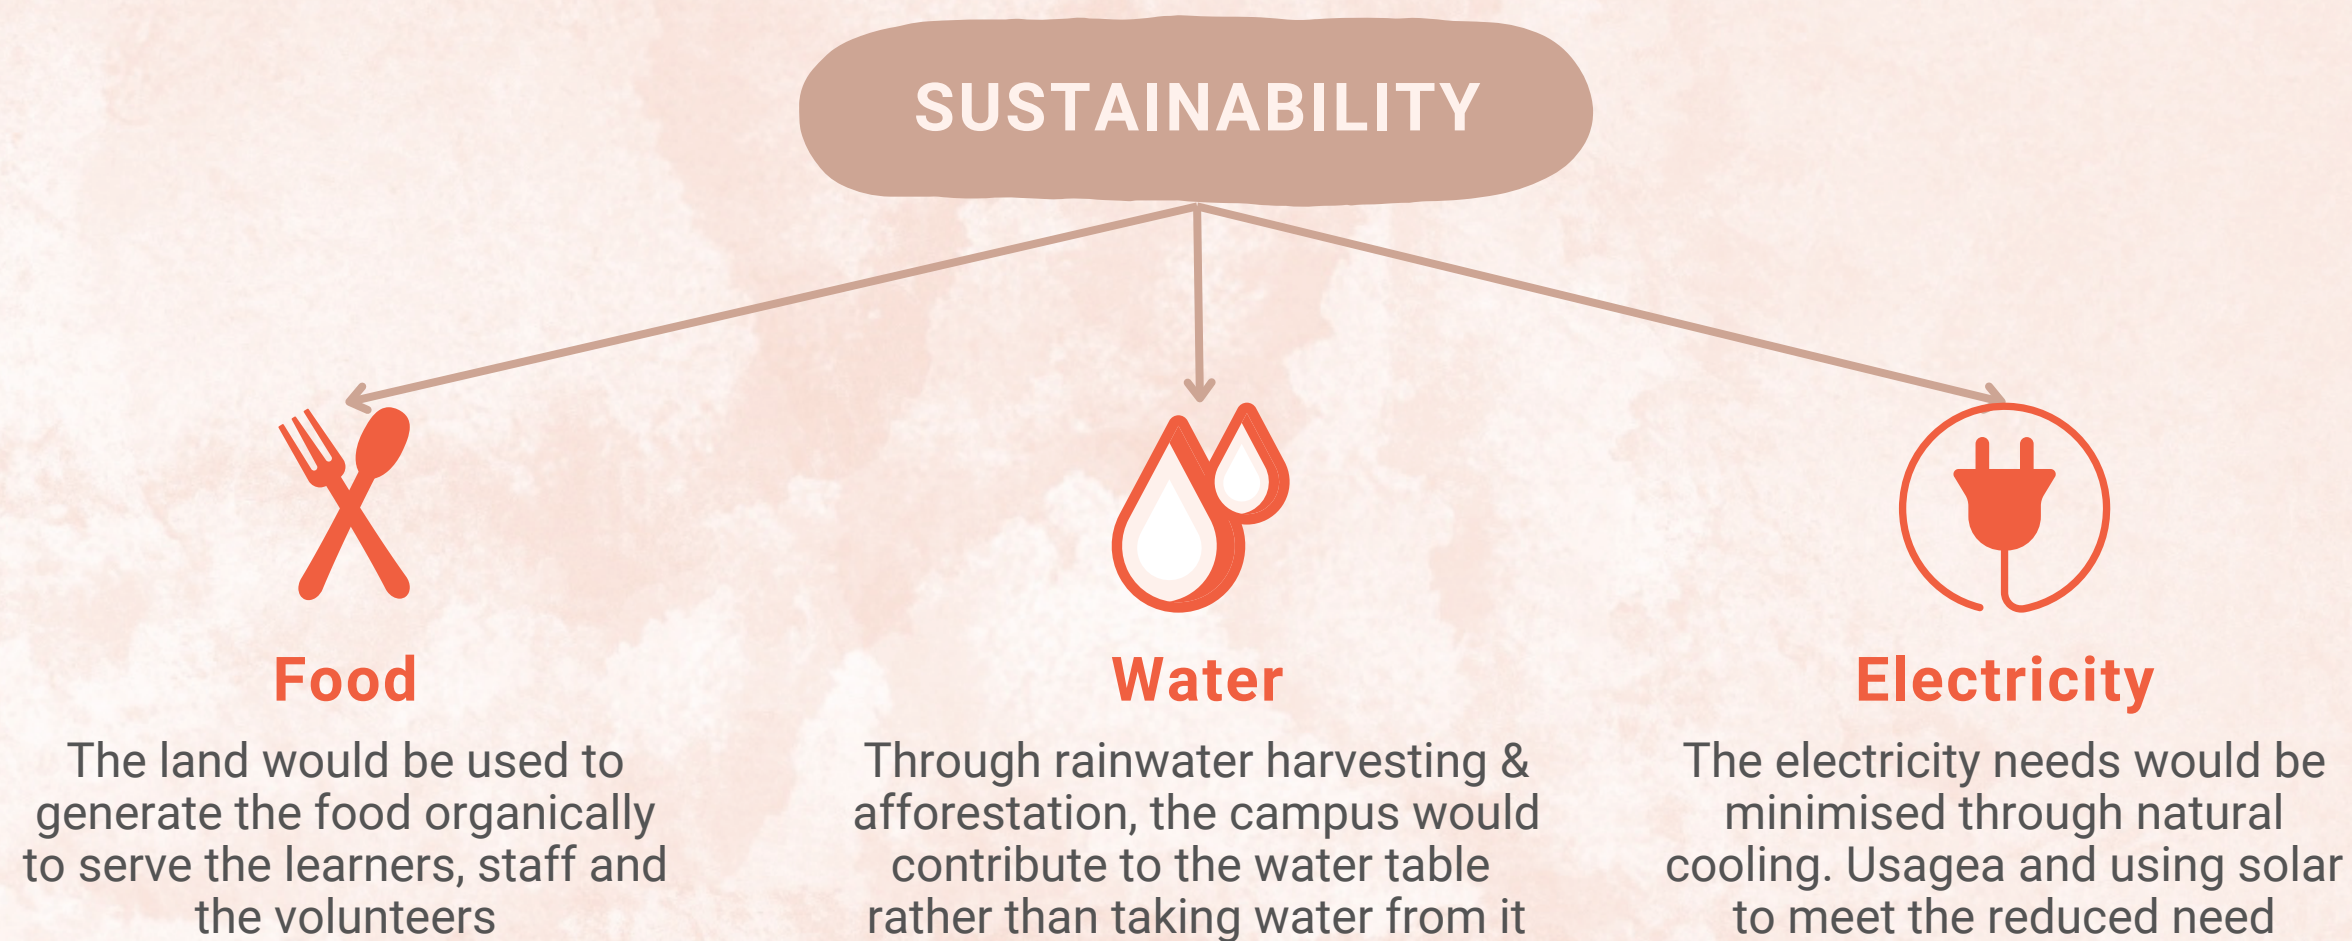 SUSTAINABILITY
Food
The land would be used to
generate the food organically
to serve the learners, staff and
the volunteers
Water
Through rainwater harvesting &
afforestation, the campus would
contribute to the water table
rather than taking water from it
Electricity
The electricity needs would be
minimised through natural
cooling. Usagea and using solar
to meet the reduced need